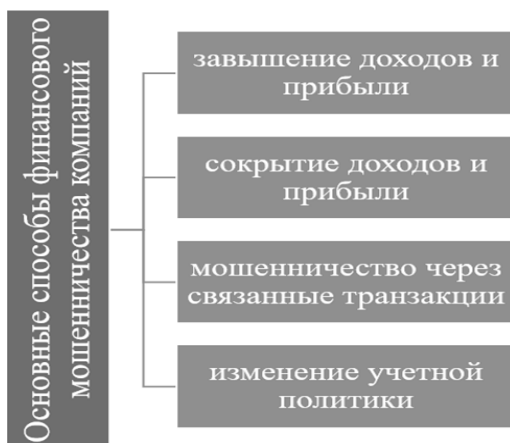 Основные способы финансового
мошенничества компаний
завышение доходов и
прибыли
сокрытие доходов и
прибыли
мошенничество через
связанные транзакции
изменение учетной
политики